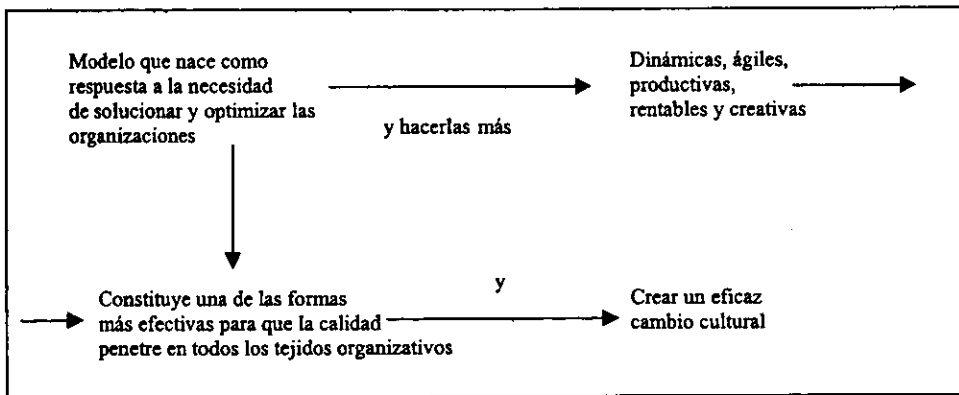 Modelo que nace como
respuesta a la necesidad
de solucionar y optimizar las
organizaciones
y hacerlas más
Dinámicas, ágiles,
productivas,
rentables y creativas
Constituye una de las formas
más efectivas para que la calidad
penetre en todos los tejidos organizativos
y
Crear un eficaz
cambio cultural